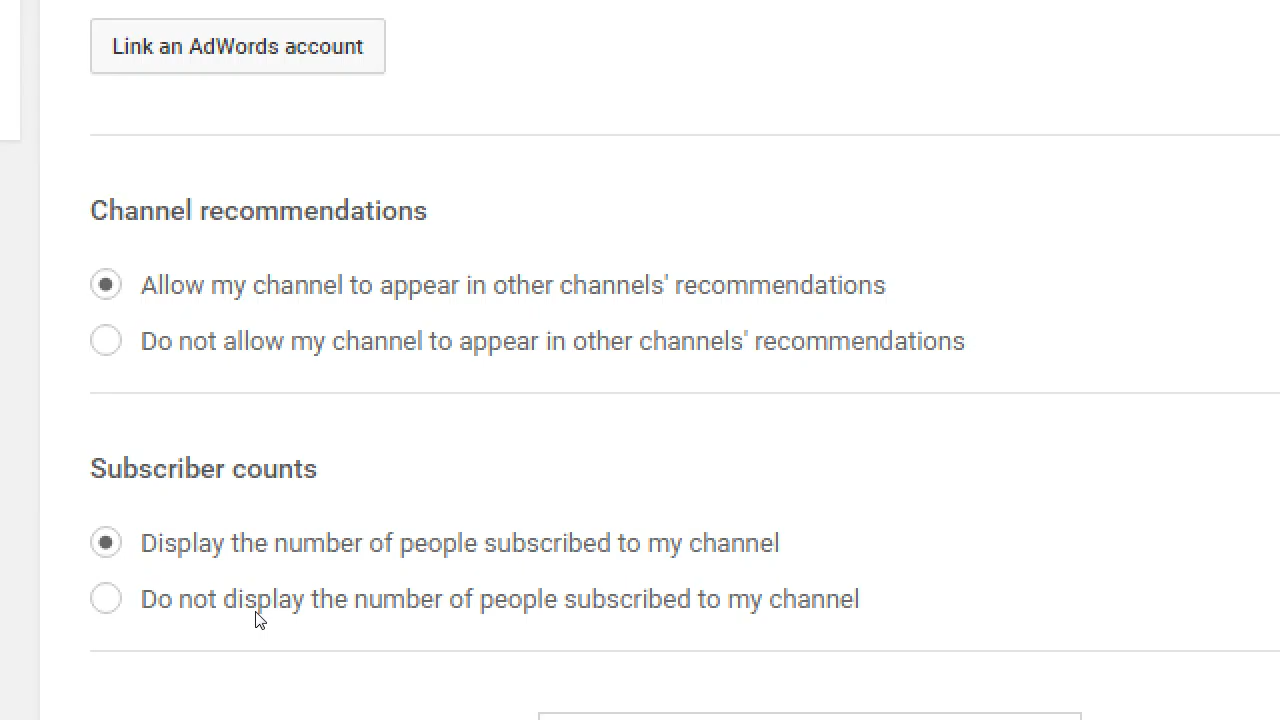 Link an AdWords account
Channel recommendations
Allow my channel to appear in other channels' recommendations
Do not allow my channel to appear in other channels' recommendations
Subscriber counts
Display the number of people subscribed to my channel
Do not display the number of people subscribed to my channel